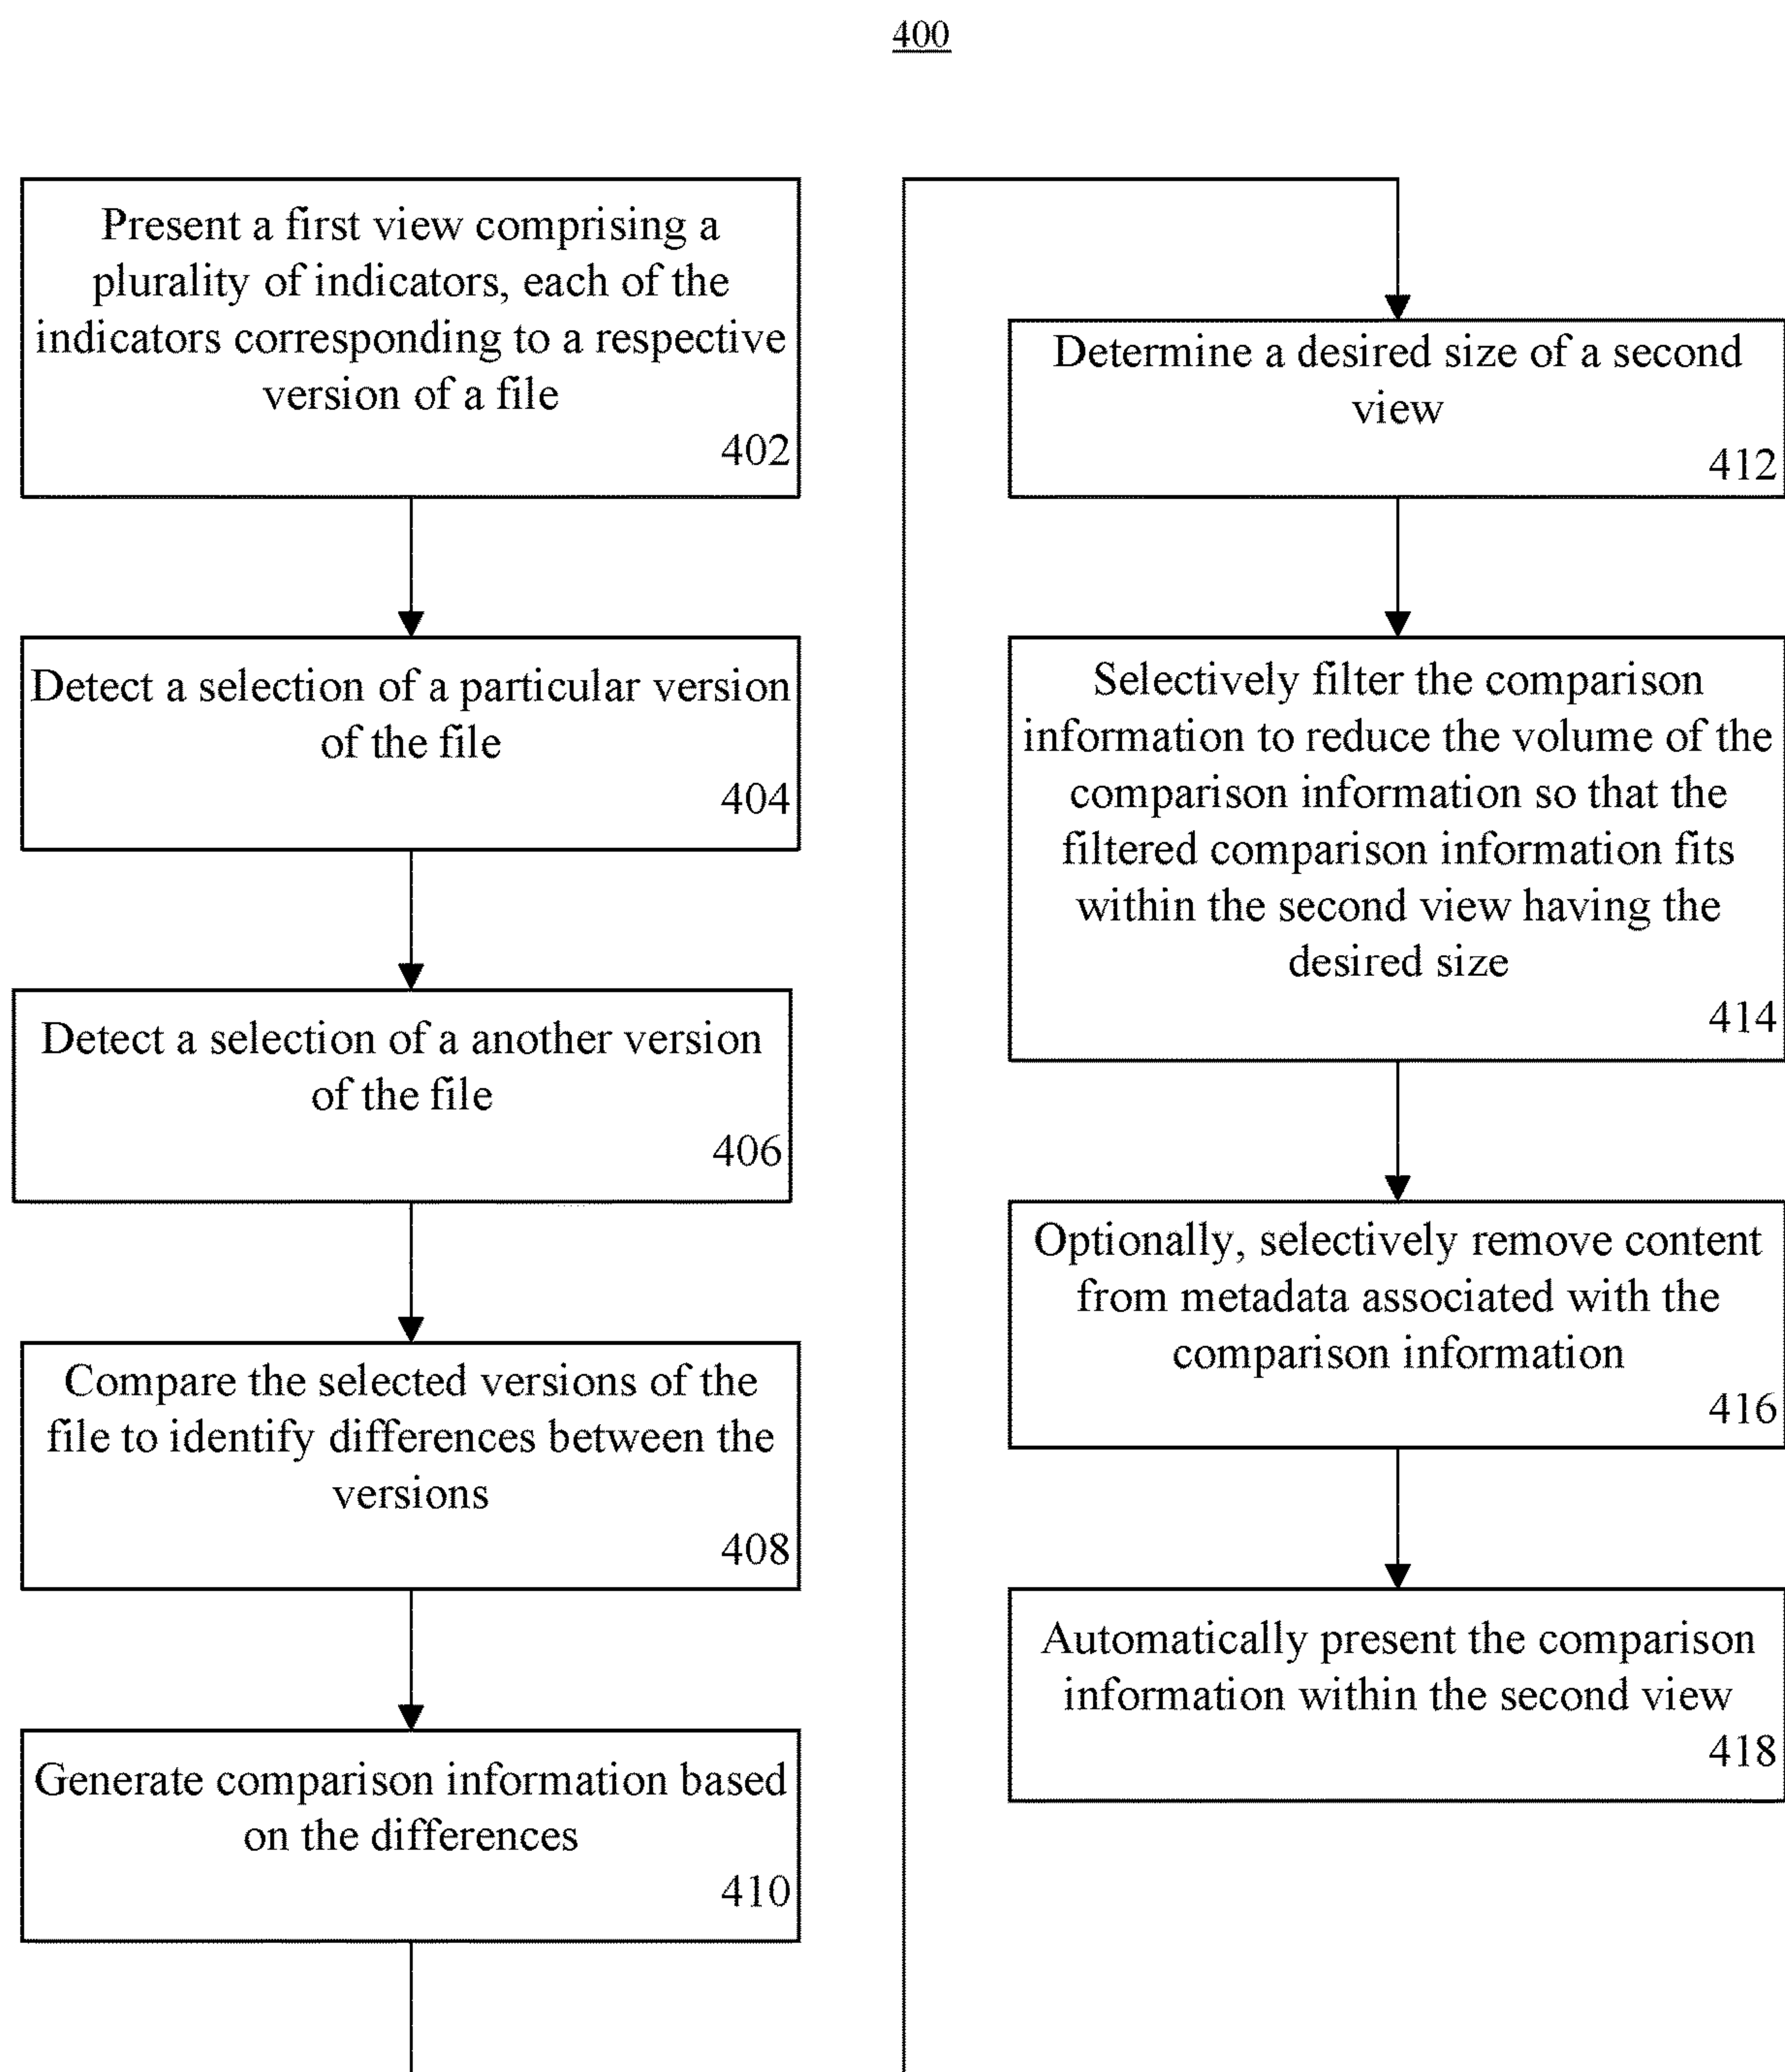 400
Present a first view comprising a
plurality of indicators, each of the
indicators corresponding to a respective
version of a file
402
Detect a selection of a particular version
of the file
404
Detect a selection of a another version
of the file
406
Compare the selected versions of the
file to identify differences between the
versions
408
Generate comparison information based
on the differences
410
Determine a desired size of a second
view
412
Selectively filter the comparison
information to reduce the volume of the
comparison information so that the
filtered comparison information fits
within the second view having the
desired size
414
Optionally, selectively remove content
from metadata associated with the
comparison information
416
Automatically present the comparison
information within the second view
418